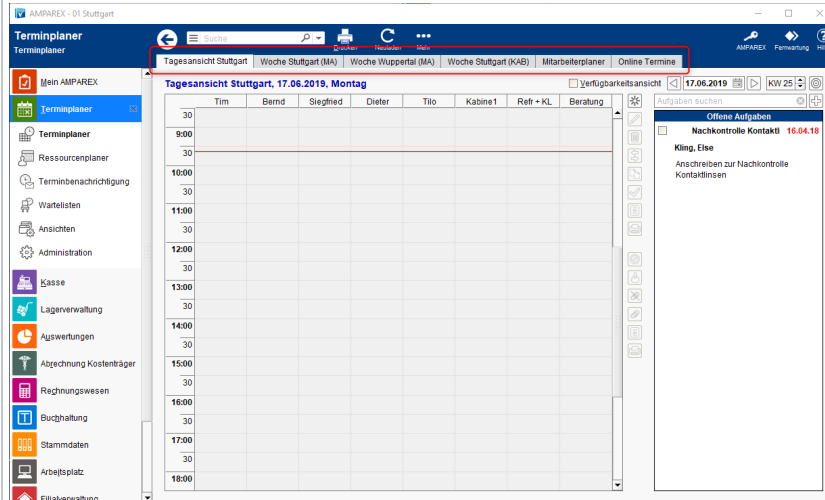 AMPAREX - 01 Stuttgart
Terminplaner
Terminplaner
Suche
Drucken
Neuladen
Mehr
AMPAREX
Fernwartung
Tagesansicht Stuttgart
Woche Stuttgart (MA)
Woche Wuppertal (MA)
Woche Stuttgart (KAB)
Mitarbeiterplaner
Online Termine
Mein AMPAREX
Terminplaner
Terminplaner
Ressourcenplaner
Terminbenachrichtigung
Wartelisten
Ansichten
Administration
Kasse
Lagerverwaltung
Auswertungen
Abrechnung Kostenträger
Rechnungswesen
Buchhaltung
Stammdaten
Arbeitsplatz
Filialverwaltung
Tagesansicht Stuttgart, 17.06.2019, Montag
Verfügbarkeitsansicht
17.06.2019
KW 25
Tim Bernd Siegfried Dieter Tilo Kabine1 Refr + KL Beratung
30
9:00
30
10:00
30
11:00
30
12:00
30
13:00
30
14:00
30
15:00
30
16:00
30
17:00
30
18:00
Aufgaben suchen
Offene Aufgaben
Nachkontrolle Kontaktl 16.04.18
Kling, Else
Anschreiben zur Nachkontrolle
Kontaktlinsen